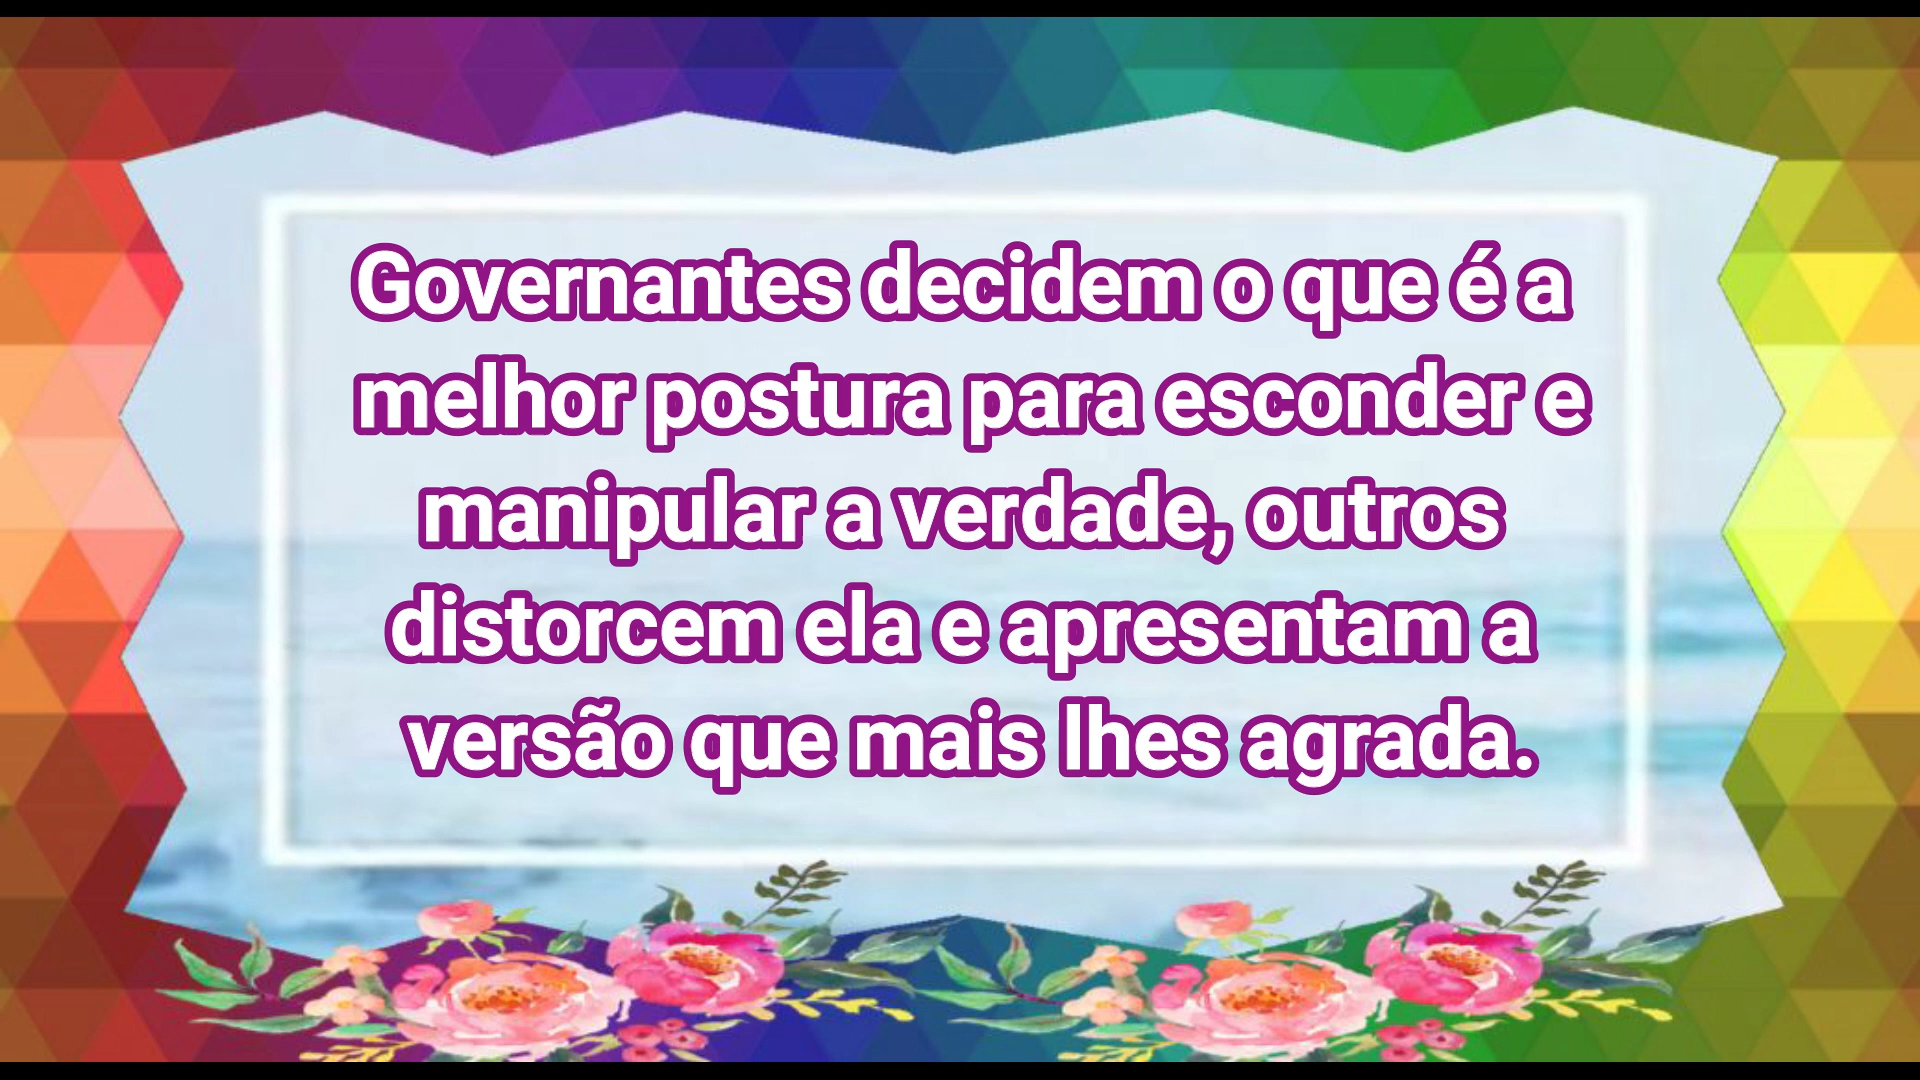 Governantes decidem o que é a
melhor postura para esconder e
manipular a verdade, outros
distorcem ela e apresentam a
versão que mais lhes agrada.